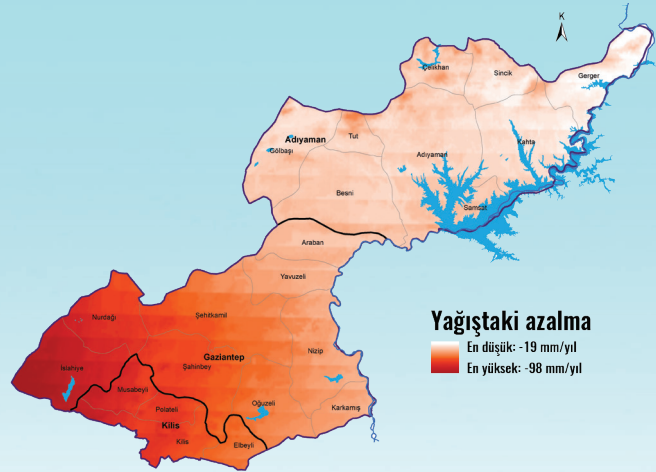 K
Çelikhan
Sincik
Gerger
Adıyaman
Tut
Gölbaşı
Adıyaman
Kahta
Besni
Samsat
Araban
Yavuzeli
Nurdağı
Şehitkamil
Gaziantep
Nizip
Islahiye
Şahinbey
Musabeyli
Polateli
Oğuzeli
Karkamış
Kilis
Kilis
Elbeyli
Yağıştaki azalma
En düşük: -19 mm/yıl
En yüksek: -98 mm/yıl